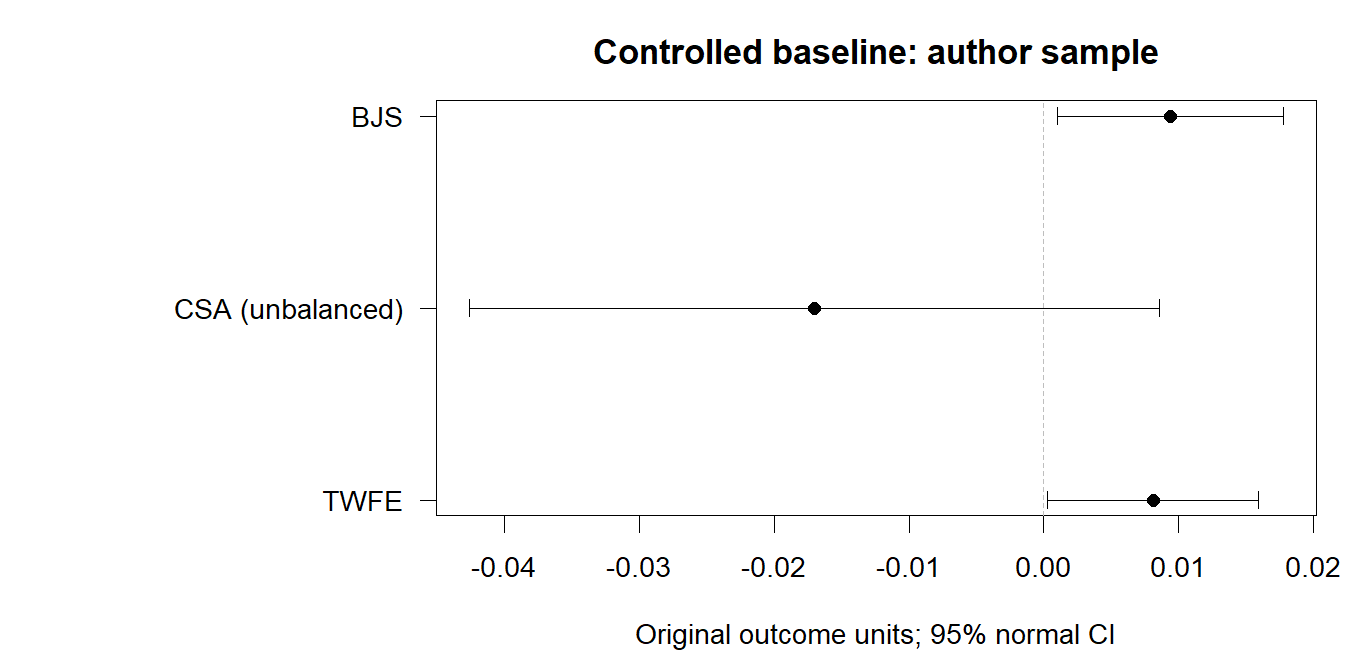 Controlled baseline: author sample
BJS
CSA (unbalanced)
TWFE
-0.04 -0.03 -0.02 -0.01 0.00 0.01 0.02
Original outcome units; 95% normal CI